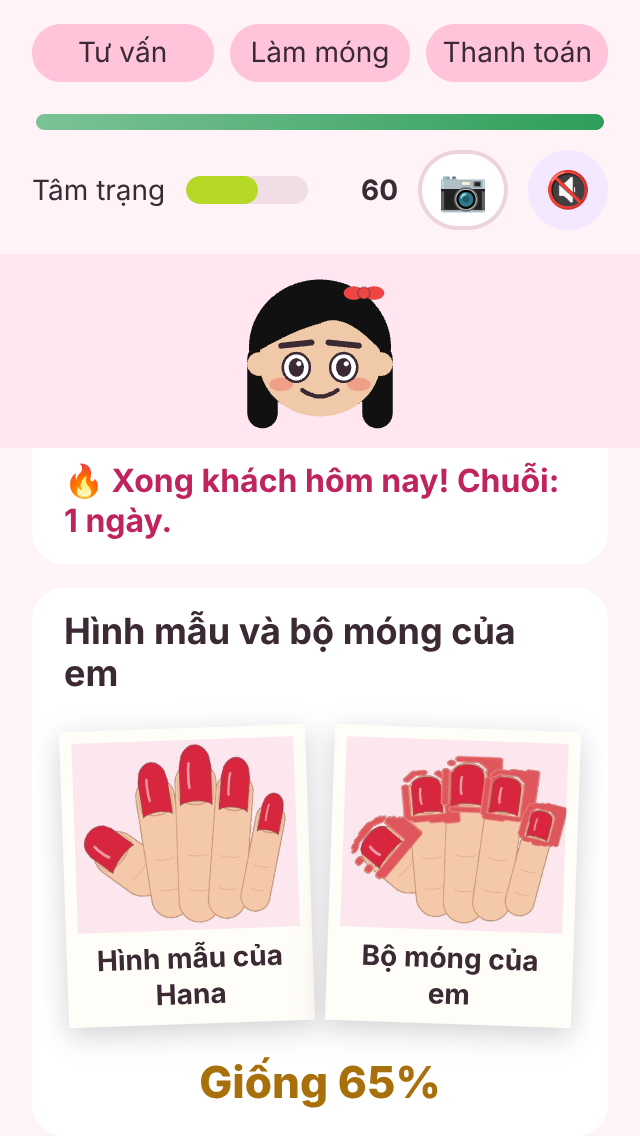 Tư vấn
Làm móng
Thanh toán
Tâm trạng
60
🔥 Xong khách hôm nay! Chuỗi:
1 ngày.
Hình mẫu và bộ móng của
em
Hình mẫu của
Hana
Bộ móng của
em
Giống 65%